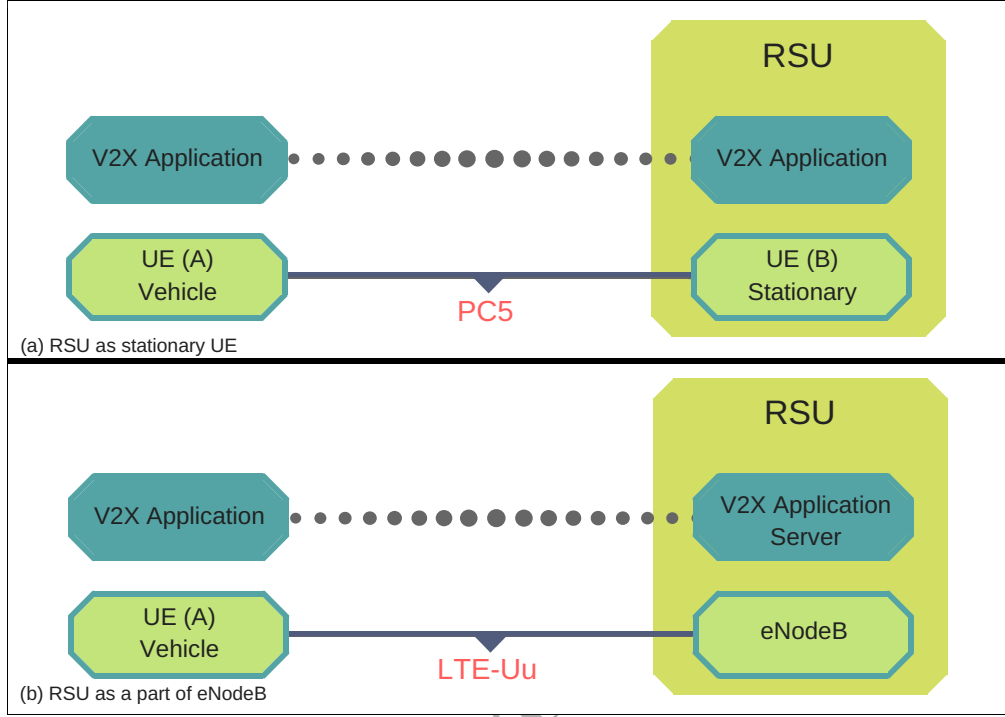 RSU
V2X Application
V2X Application
UE (A)
Vehicle
UE (B)
Stationary
PC5
(a) RSU as stationary UE
RSU
V2X Application
V2X Application
Server
UE (A)
Vehicle
eNodeB
LTE-Uu
(b) RSU as a part of eNodeB